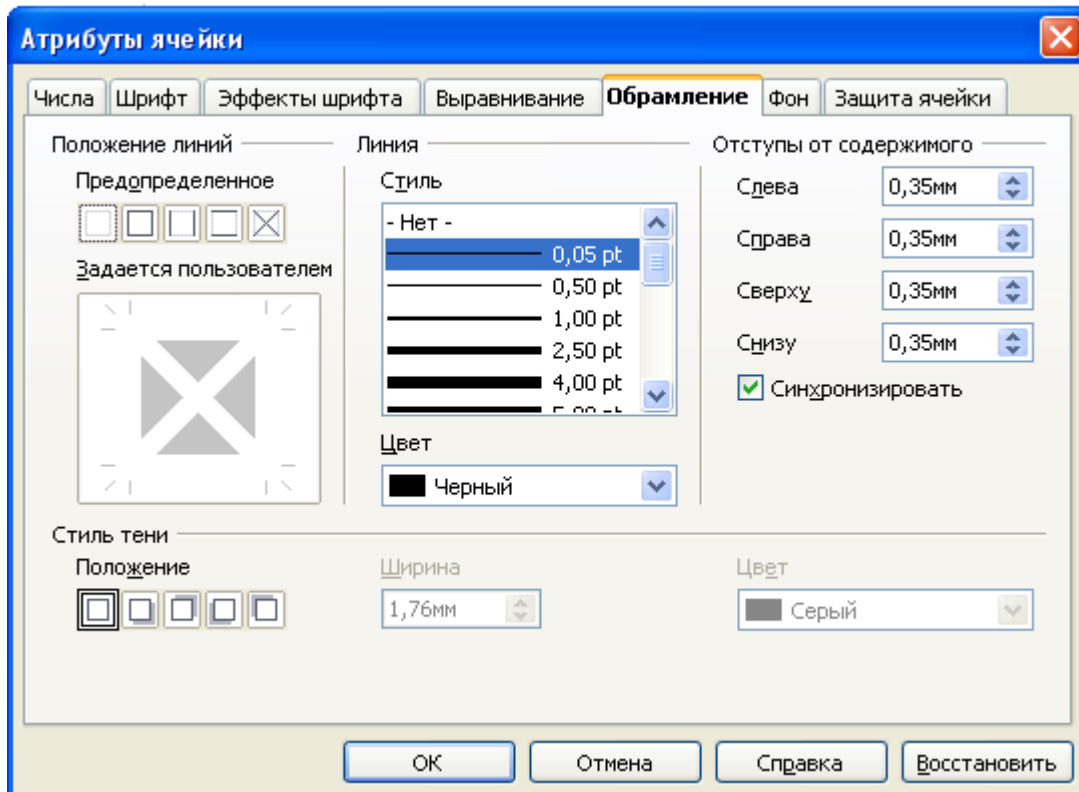 Атрибуты ячейки
Числа Шрифт Эффекты шрифта Выравнивание Обрамление Фон Защита ячейки
Положение линий
Предопределенное
Задается пользователем
Линия
Стиль
- Нет -
0,05 pt
0,50 pt
1,00 pt
2,50 pt
4,00 pt
Цвет
Черный
Отступы от содержимого
Слева 0,35мм
Справа 0,35мм
Сверху 0,35мм
Снизу 0,35мм
Синхронизировать
Стиль тени
Положение
Ширина
1,76мм
Цвет
Серый
ОК Отмена Справка Восстановить